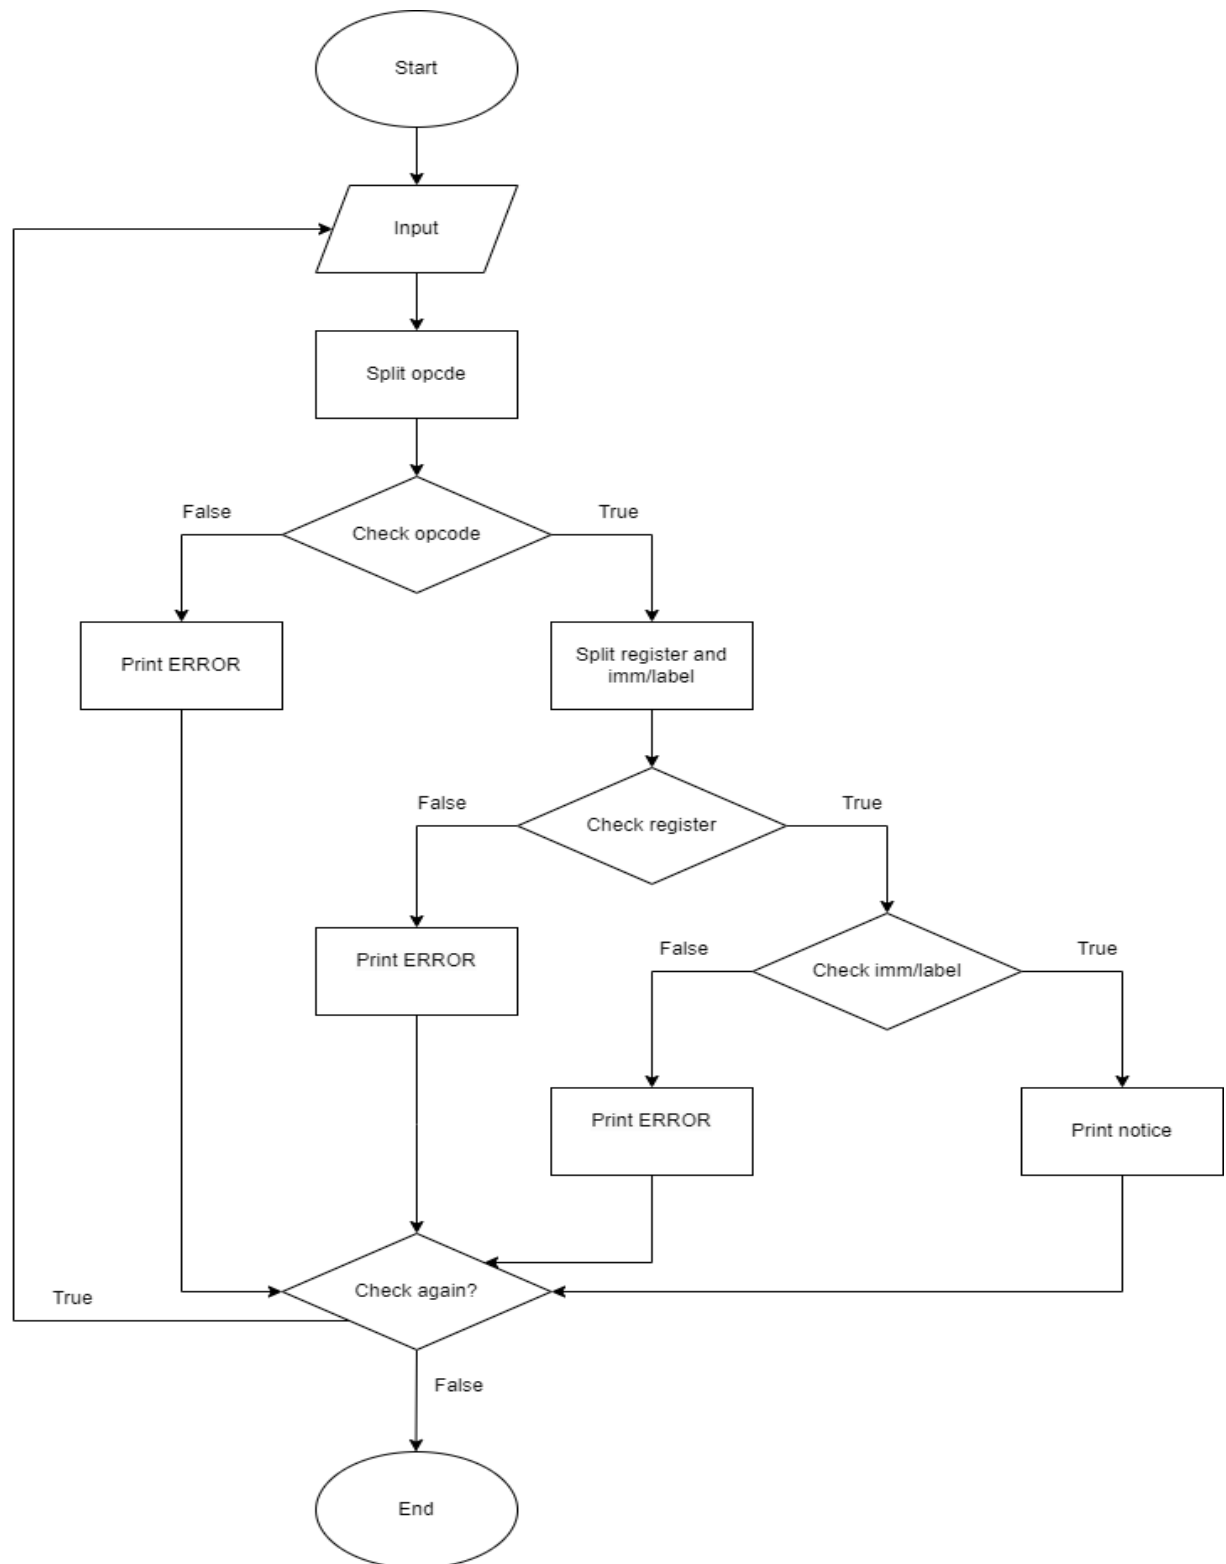 Start
Input
Split opcde
False
True
Check opcode
Print ERROR
Split register and
imm/label
False
True
Check register
False
True
Print ERROR
Check imm/label
Print ERROR
Print notice
Check again?
True
False
End